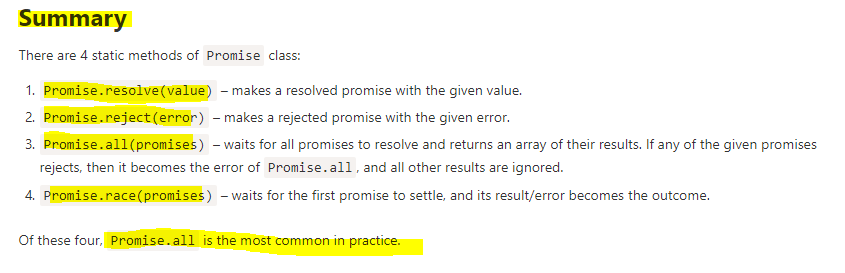 Summary
There are 4 static methods of Promise class:
1. Promise.resolve(value) – makes a resolved promise with the given value.
2. Promise.reject(error) – makes a rejected promise with the given error.
3. Promise.all(promises) – waits for all promises to resolve and returns an array of their results. If any of the given promises
rejects, then it becomes the error of Promise.all, and all other results are ignored.
4. Promise.race(promises) – waits for the first promise to settle, and its result/error becomes the outcome.
Of these four, Promise.all is the most common in practice.